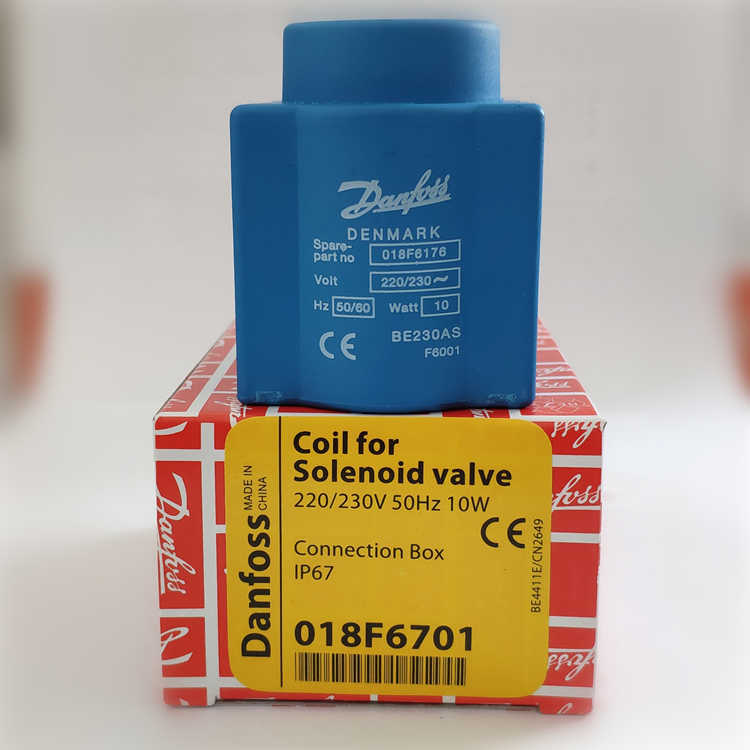 Danfoss
DENMARK
Spare-
part no 018F6176
Volt 220/230~
Hz 50/60 Watt 10
CE BE230AS
F6001
Danfoss
MADE IN
CHINA
Coil for
Solenoid valve
220/230V 50Hz 10W
CE
Connection Box
IP67
018F6701
BE4411E/CN2649
Danfoss